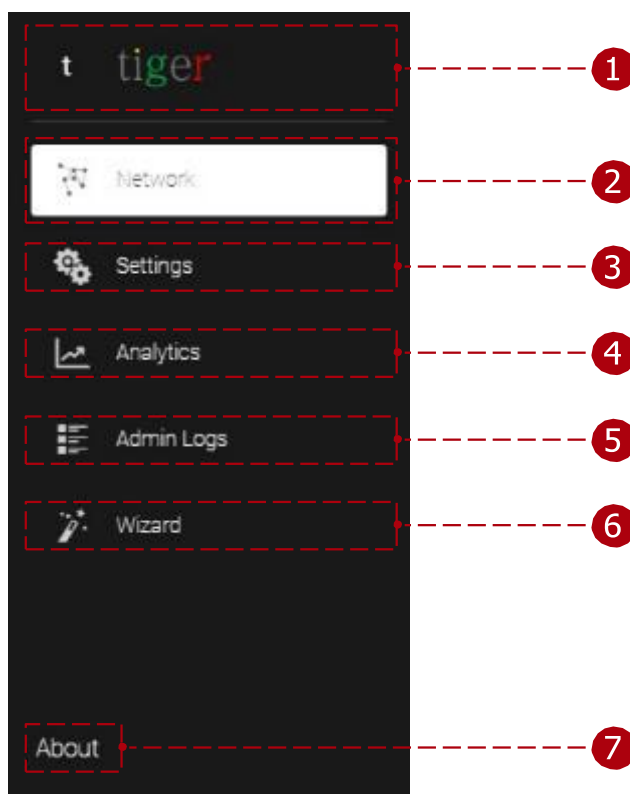 t tiger 1
Network 2
Settings 3
Analytics 4
Admin Logs 5
Wizard 6
About 7